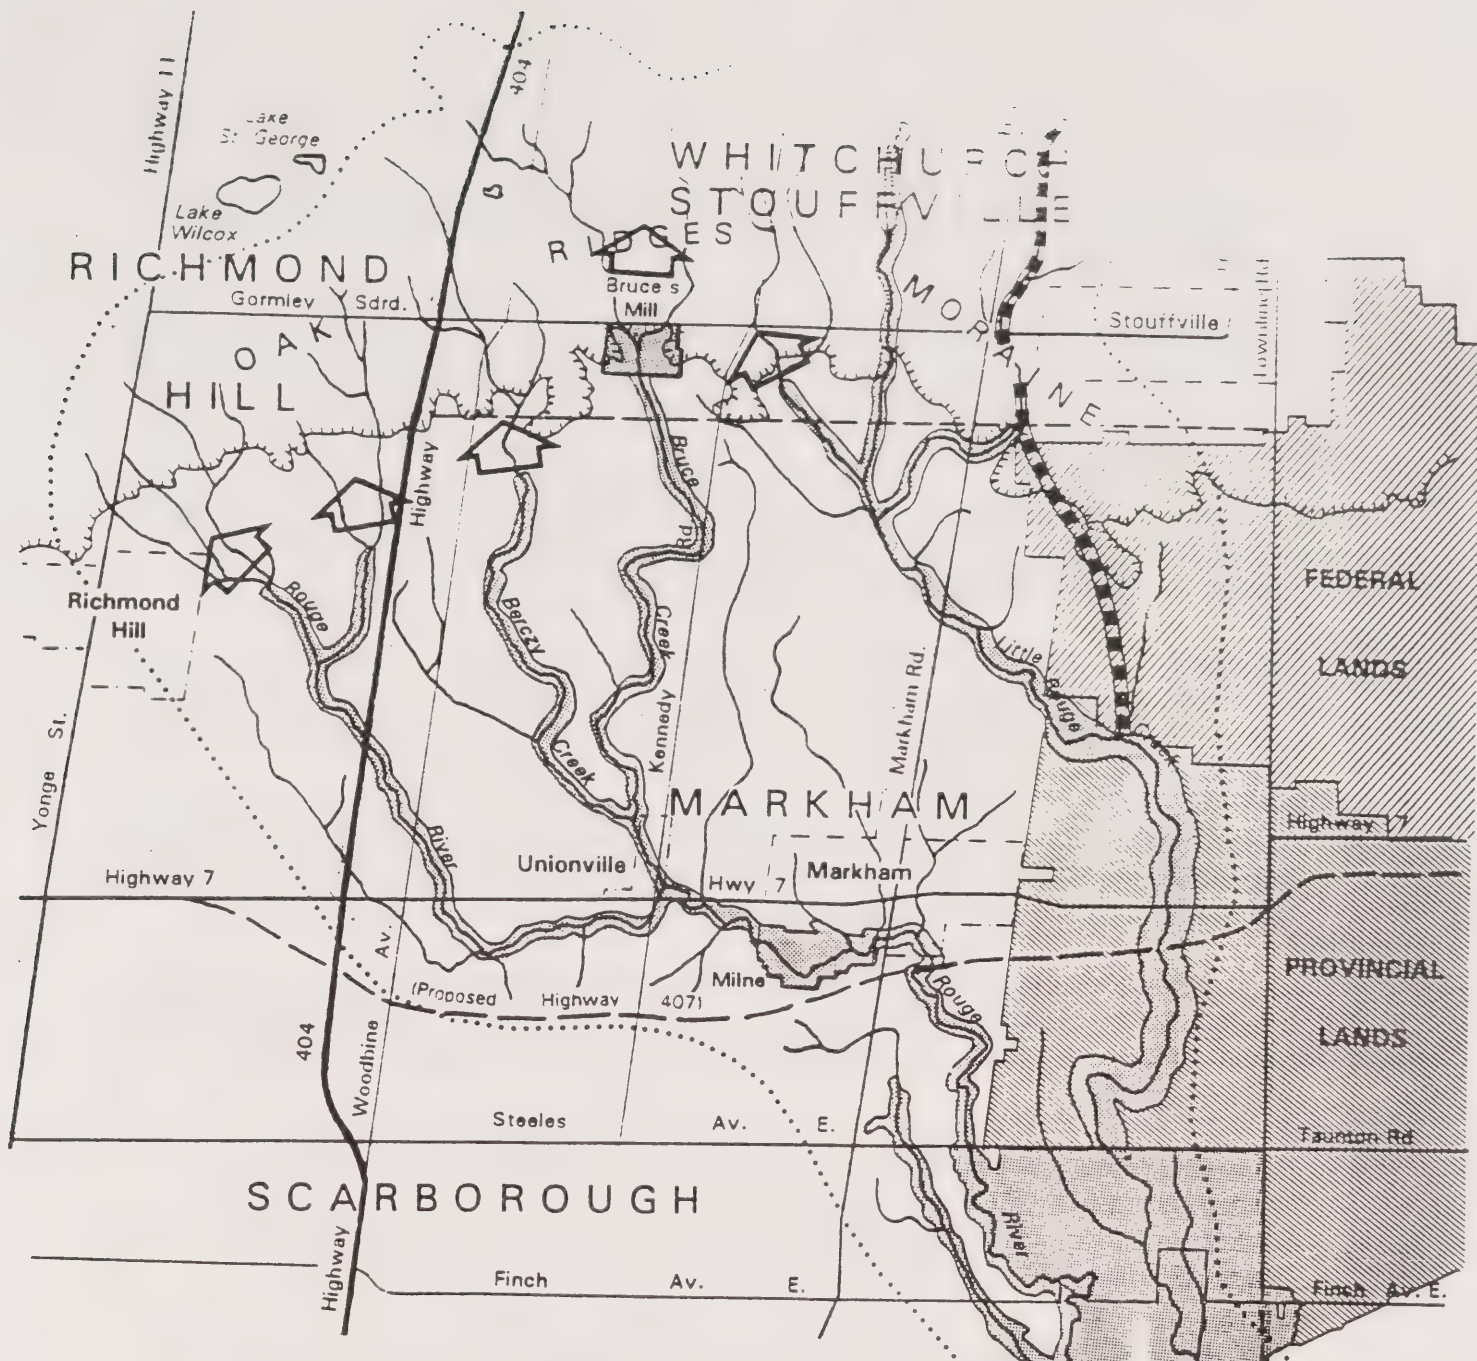 Highway 11
404
Lake
St. George
Lake
Wilcox
WHITCHURCH
STOUFFVILLE
RIDGES
RICHMOND
Gormley Sdrd.
Bruce's
Mill
MORAINE
Stouffville
OAK
HILL
Highway
Bruce
Rd.
Richmond
Hill
Rouge
Berczy
Creek
FEDERAL
LANDS
Little
Rouge
Creek
Yonge St.
Kennedy
Markham Rd.
Creek
MARKHAM
Highway 7
River
Unionville
Highway 7
Hwy 7
Markham
Av.
(Proposed Highway 407)
Milne
Rouge
PROVINCIAL
LANDS
404
Woodbine
Steeles Av. E.
Taunton Rd.
SCARBOROUGH
River
Highway
Finch Av. E.
Finch Av. E.